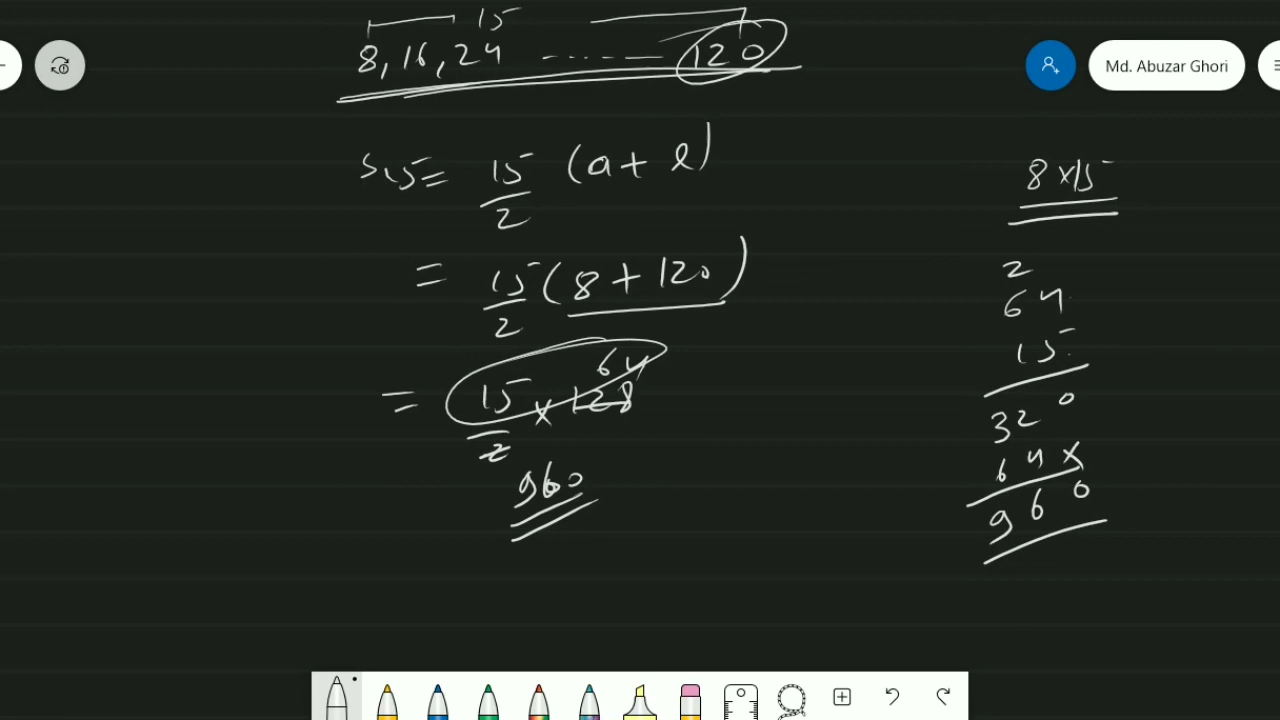 15
8, 16, 24 ------ 120
Md. Abuzar Ghori
S15 = 15/2 (a + l)
8 × 15
= 15/2 (8 + 120)
= 15/2 × 128 64
960
2
64
15
320
64×
960